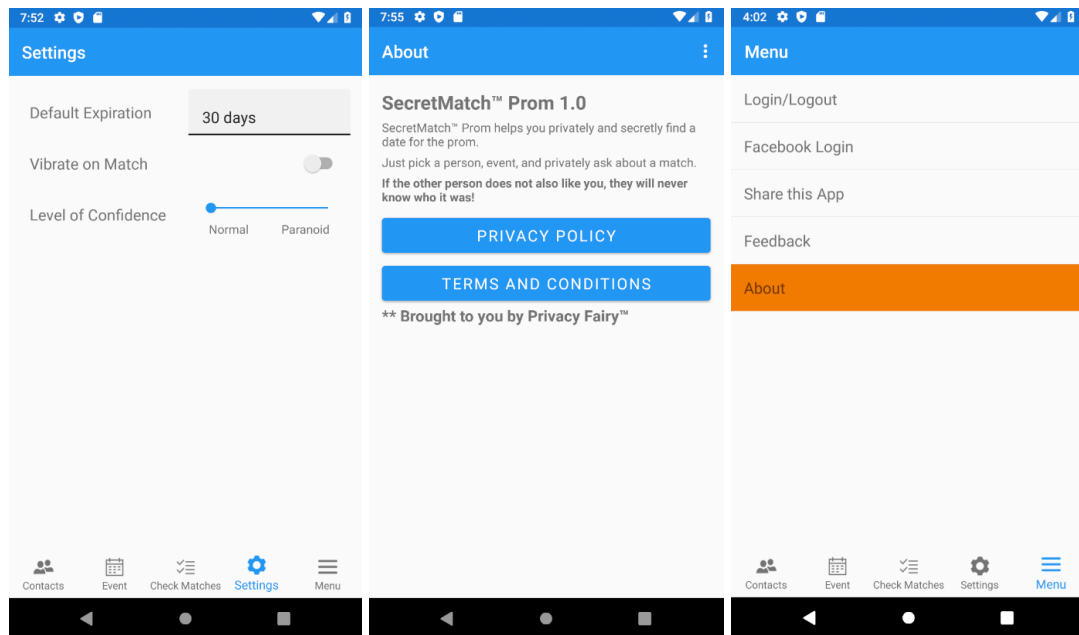 7:52
Settings
Default Expiration
30 days
Vibrate on Match
Level of Confidence
Normal Paranoid
Contacts Event Check Matches Settings Menu
7:55
About
SecretMatch™ Prom 1.0
SecretMatch™ Prom helps you privately and secretly find a
date for the prom.
Just pick a person, event, and privately ask about a match.
If the other person does not also like you, they will never
know who it was!
PRIVACY POLICY
TERMS AND CONDITIONS
** Brought to you by Privacy Fairy™
4:02
Menu
Login/Logout
Facebook Login
Share this App
Feedback
About
Contacts Event Check Matches Settings Menu